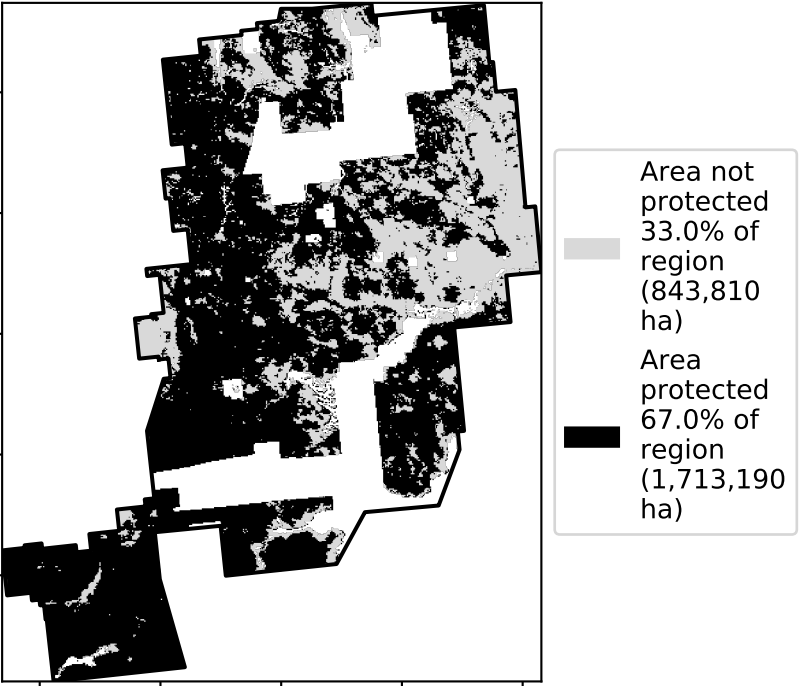 Area not
protected
33.0% of
region
(843,810
ha)
Area
protected
67.0% of
region
(1,713,190
ha)